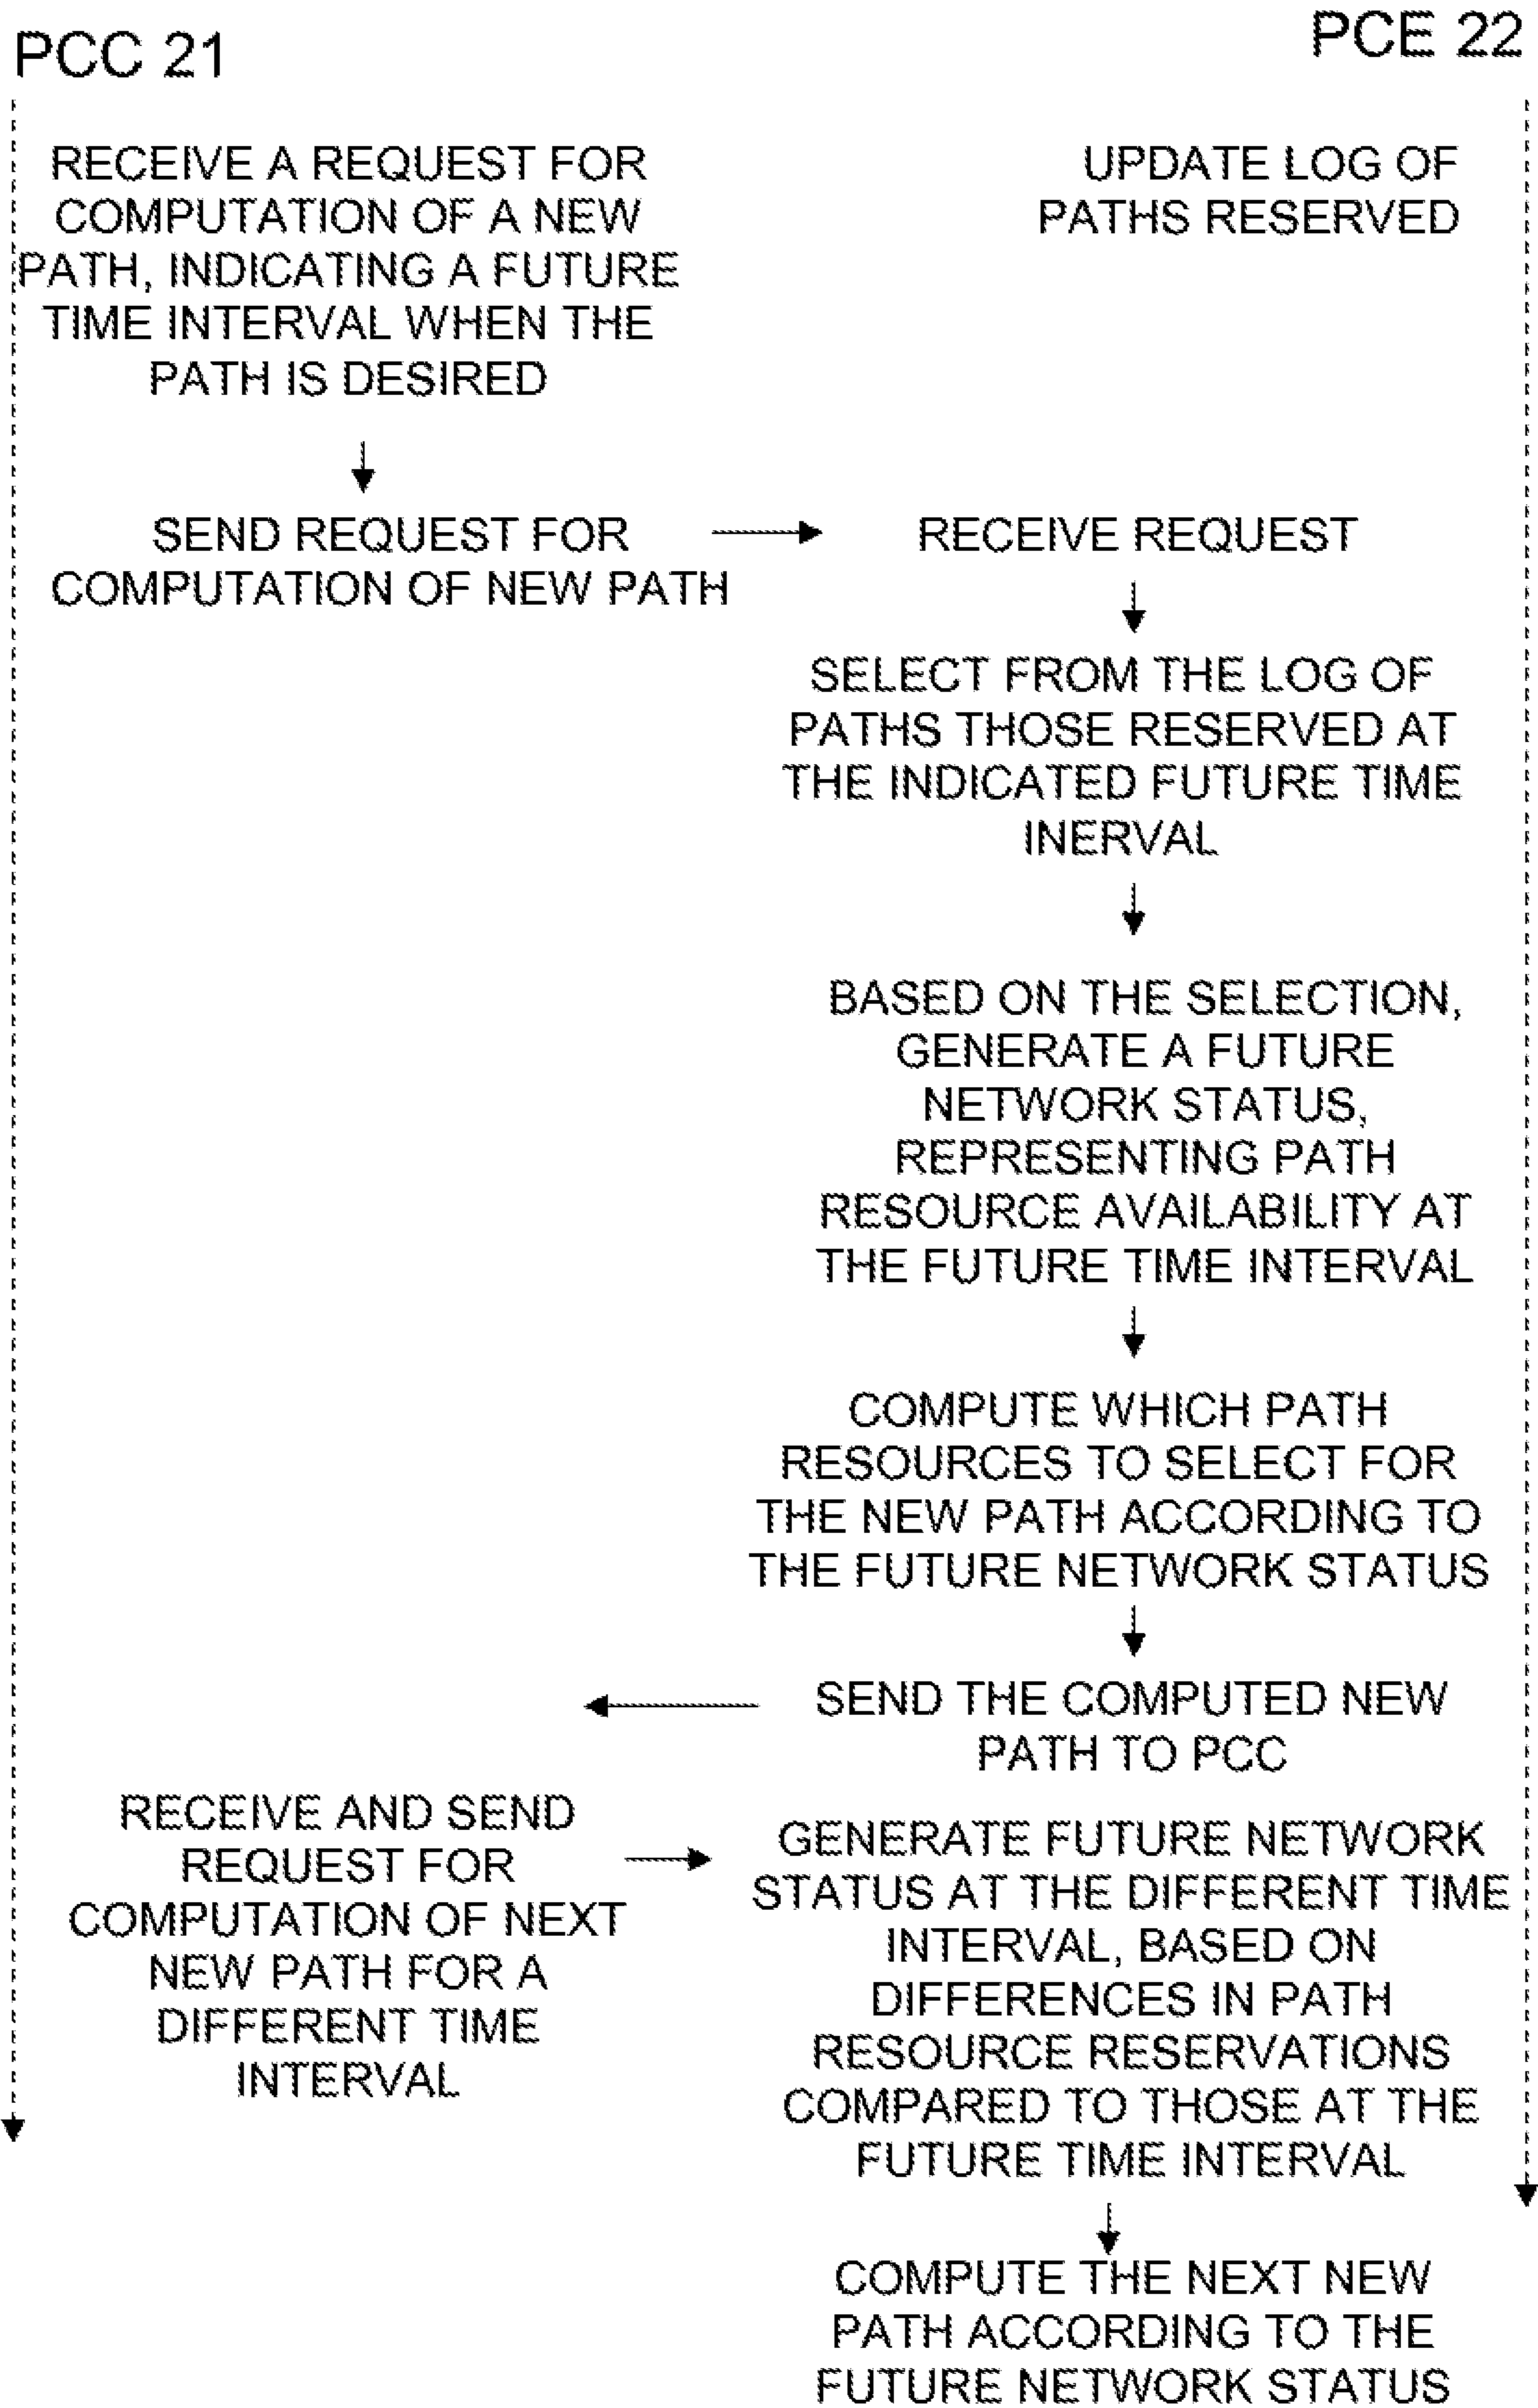 PCC 21
PCE 22
RECEIVE A REQUEST FOR
COMPUTATION OF A NEW
PATH, INDICATING A FUTURE
TIME INTERVAL WHEN THE
PATH IS DESIRED
UPDATE LOG OF
PATHS RESERVED
SEND REQUEST FOR
COMPUTATION OF NEW PATH
RECEIVE REQUEST
SELECT FROM THE LOG OF
PATHS THOSE RESERVED AT
THE INDICATED FUTURE TIME
INERVAL
BASED ON THE SELECTION,
GENERATE A FUTURE
NETWORK STATUS,
REPRESENTING PATH
RESOURCE AVAILABILITY AT
THE FUTURE TIME INTERVAL
COMPUTE WHICH PATH
RESOURCES TO SELECT FOR
THE NEW PATH ACCORDING TO
THE FUTURE NETWORK STATUS
SEND THE COMPUTED NEW
PATH TO PCC
RECEIVE AND SEND
REQUEST FOR
COMPUTATION OF NEXT
NEW PATH FOR A
DIFFERENT TIME
INTERVAL
GENERATE FUTURE NETWORK
STATUS AT THE DIFFERENT TIME
INTERVAL, BASED ON
DIFFERENCES IN PATH
RESOURCE RESERVATIONS
COMPARED TO THOSE AT THE
FUTURE TIME INTERVAL
COMPUTE THE NEXT NEW
PATH ACCORDING TO THE
FUTURE NETWORK STATUS